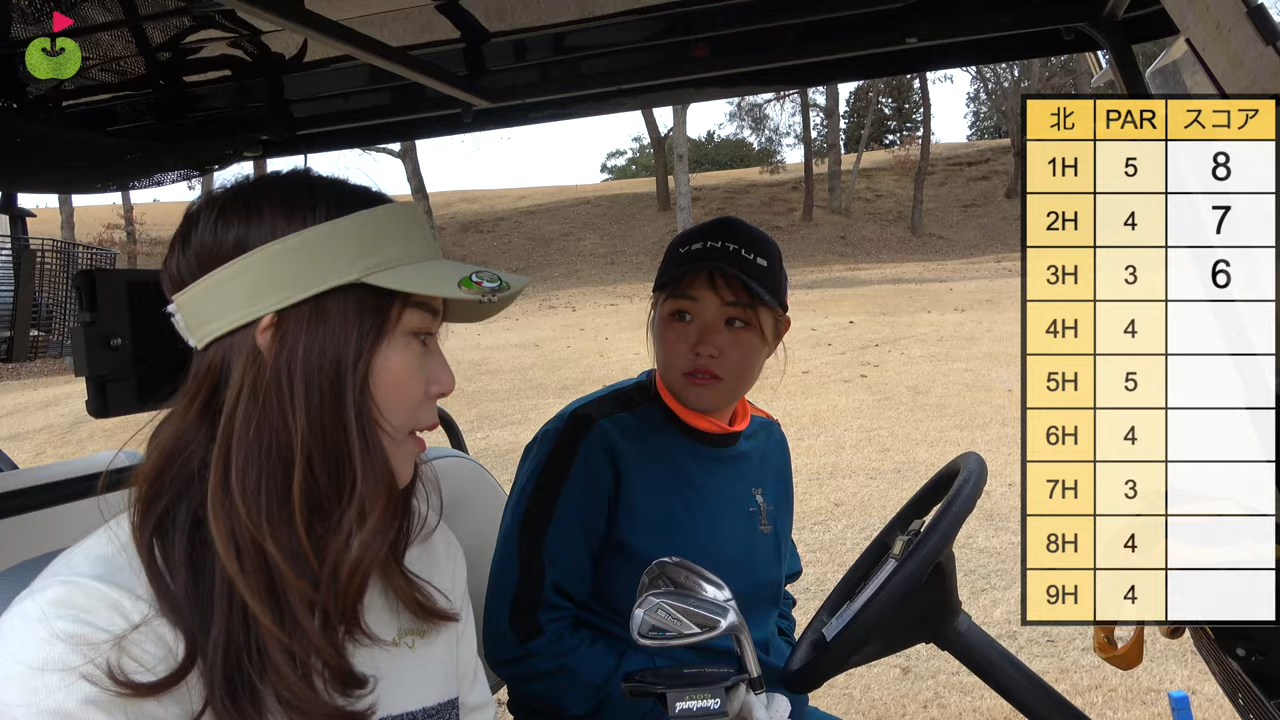 北 PAR スコア
1H 5 8
2H 4 7
3H 3 6
4H 4
5H 5
6H 4
7H 3
8H 4
9H 4
VENTUS
Cleveland
GOLF